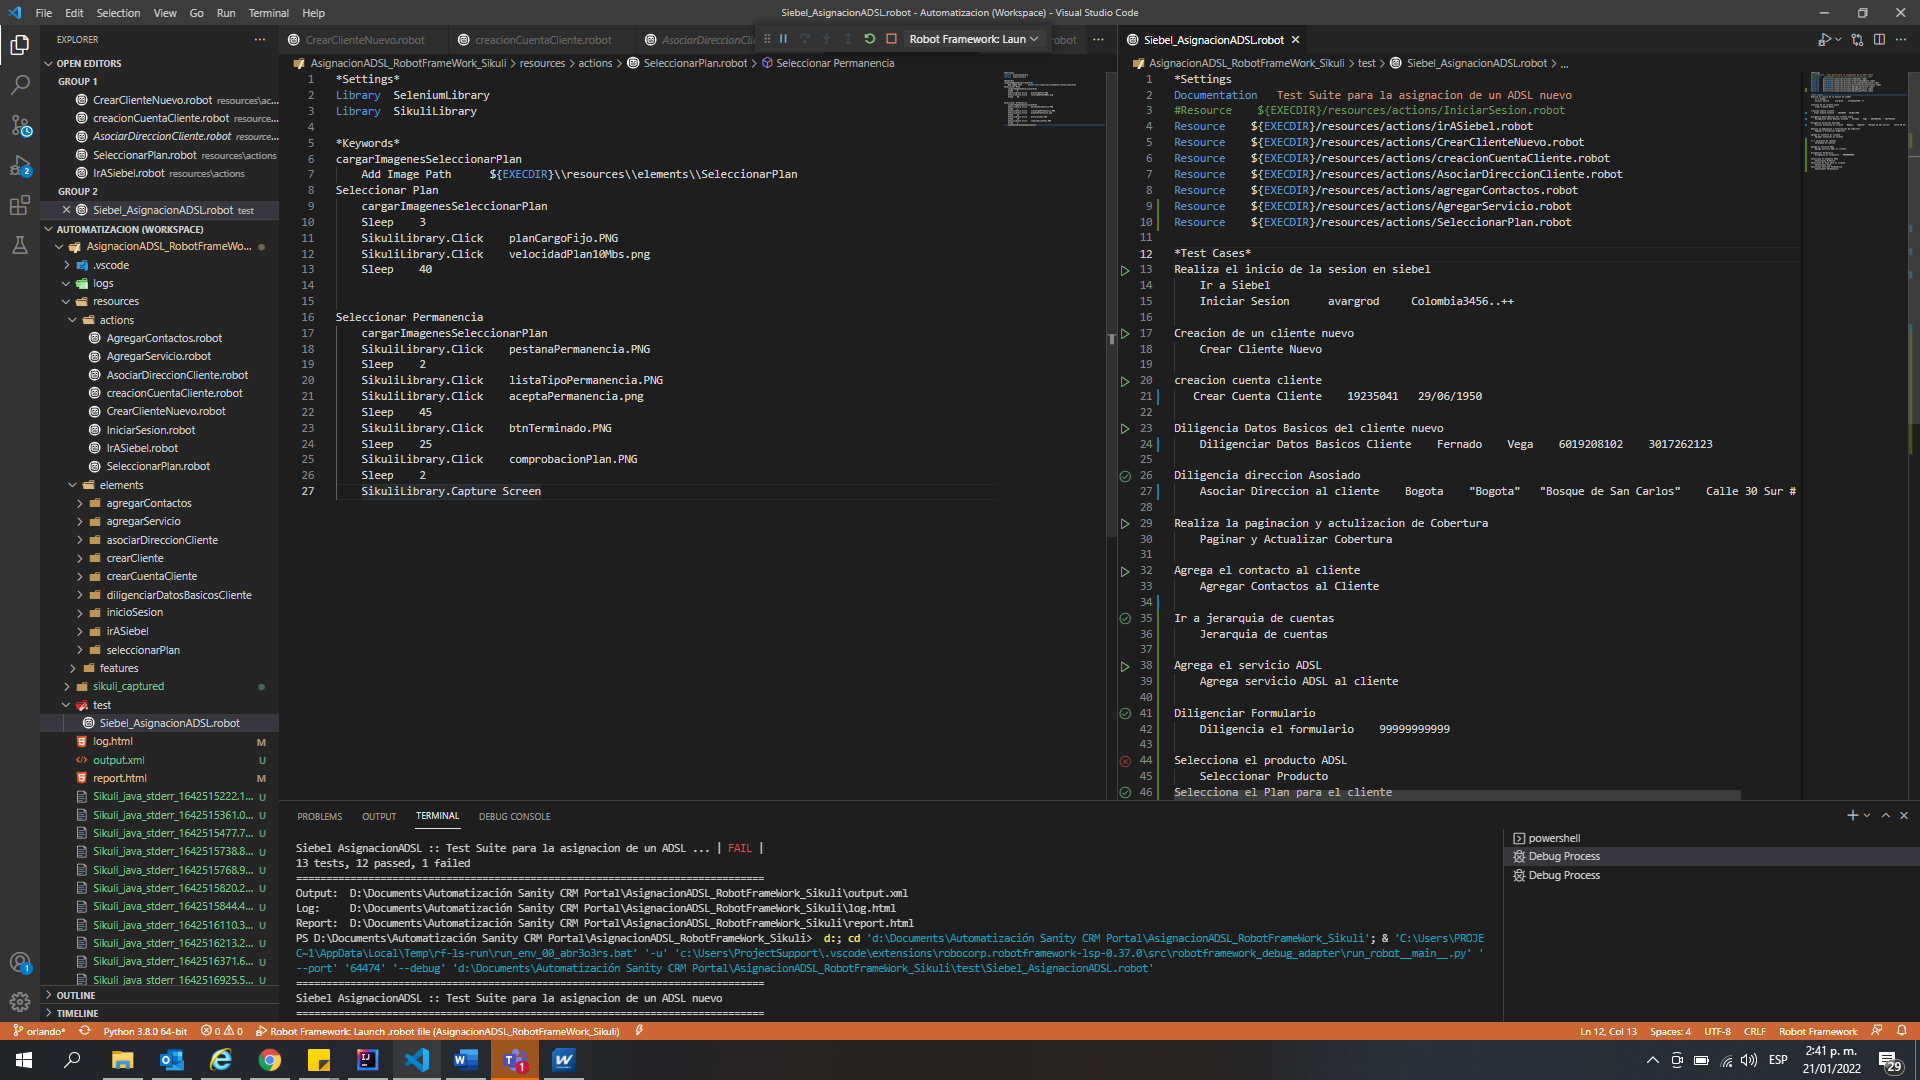 File Edit Selection View Go Run Terminal Help
Siebel_AsignacionADSL.robot - Automatizacion (Workspace) - Visual Studio Code
EXPLORER
OPEN EDITORS
GROUP 1
CrearClienteNuevo.robot resources\ac...
creacionCuentaCliente.robot resource...
AsociarDireccionCliente.robot resource...
SeleccionarPlan.robot resources\actions
IrASiebel.robot resources\actions
GROUP 2
Siebel_AsignacionADSL.robot test
AUTOMATIZACION (WORKSPACE)
AsignacionADSL_RobotFrameWo...
.vscode
logs
resources
actions
AgregarContactos.robot
AgregarServicio.robot
AsociarDireccionCliente.robot
creacionCuentaCliente.robot
CrearClienteNuevo.robot
IniciarSesion.robot
IrASiebel.robot
SeleccionarPlan.robot
elements
agregarContactos
agregarServicio
asociarDireccionCliente
crearCliente
crearCuentaCliente
diligenciarDatosBasicosCliente
inicioSesion
irASiebel
seleccionarPlan
features
sikuli_captured
test
Siebel_AsignacionADSL.robot
log.html M
output.xml U
report.html M
Sikuli_java_stderr_1642515222.1... U
Sikuli_java_stderr_1642515361.0... U
Sikuli_java_stderr_1642515477.7... U
Sikuli_java_stderr_1642515738.8... U
Sikuli_java_stderr_1642515768.9... U
Sikuli_java_stderr_1642515820.2... U
Sikuli_java_stderr_1642515844.4... U
Sikuli_java_stderr_1642516110.3... U
Sikuli_java_stderr_1642516213.2... U
Sikuli_java_stderr_1642516371.6... U
Sikuli_java_stderr_1642516925.5... U
OUTLINE
TIMELINE
CrearClienteNuevo.robot creacionCuentaCliente.robot AsociarDireccionCli Robot Framework: Laun obot
AsignacionADSL_RobotFrameWork_Sikuli > resources > actions > SeleccionarPlan.robot > Seleccionar Permanencia
1 *Settings*
2 Library SeleniumLibrary
3 Library SikuliLibrary
4
5 *Keywords*
6 cargarImagenesSeleccionarPlan
7 Add Image Path ${EXECDIR}\\resources\\elements\\SeleccionarPlan
8 Seleccionar Plan
9 cargarImagenesSeleccionarPlan
10 Sleep 3
11 SikuliLibrary.Click planCargoFijo.PNG
12 SikuliLibrary.Click velocidadPlan10Mbs.png
13 Sleep 40
14
15
16 Seleccionar Permanencia
17 cargarImagenesSeleccionarPlan
18 SikuliLibrary.Click pestanaPermanencia.PNG
19 Sleep 2
20 SikuliLibrary.Click listaTipoPermanencia.PNG
21 SikuliLibrary.Click aceptaPermanencia.png
22 Sleep 45
23 SikuliLibrary.Click btnTerminado.PNG
24 Sleep 25
25 SikuliLibrary.Click comprobacionPlan.PNG
26 Sleep 2
27 SikuliLibrary.Capture Screen
Siebel_AsignacionADSL.robot
AsignacionADSL_RobotFrameWork_Sikuli > test > Siebel_AsignacionADSL.robot > ...
1 *Settings
2 Documentation Test Suite para la asignacion de un ADSL nuevo
3 #Resource ${EXECDIR}/resources/actions/IniciarSesion.robot
4 Resource ${EXECDIR}/resources/actions/irASiebel.robot
5 Resource ${EXECDIR}/resources/actions/CrearClienteNuevo.robot
6 Resource ${EXECDIR}/resources/actions/creacionCuentaCliente.robot
7 Resource ${EXECDIR}/resources/actions/AsociarDireccionCliente.robot
8 Resource ${EXECDIR}/resources/actions/agregarContactos.robot
9 Resource ${EXECDIR}/resources/actions/AgregarServicio.robot
10 Resource ${EXECDIR}/resources/actions/SeleccionarPlan.robot
11
12 *Test Cases*
13 Realiza el inicio de la sesion en siebel
14 Ir a Siebel
15 Iniciar Sesion avargrod Colombia3456..++
16
17 Creacion de un cliente nuevo
18 Crear Cliente Nuevo
19
20 creacion cuenta cliente
21 Crear Cuenta Cliente 19235041 29/06/1950
22
23 Diligencia Datos Basicos del cliente nuevo
24 Diligenciar Datos Basicos Cliente Fernado Vega 6019208102 3017262123
25
26 Diligencia direccion Asosiado
27 Asociar Direccion al cliente Bogota "Bogota" "Bosque de San Carlos" Calle 30 Sur #
28
29 Realiza la paginacion y actulizacion de Cobertura
30 Paginar y Actualizar Cobertura
31
32 Agrega el contacto al cliente
33 Agregar Contactos al Cliente
34
35 Ir a jerarquia de cuentas
36 Jerarquia de cuentas
37
38 Agrega el servicio ADSL
39 Agrega servicio ADSL al cliente
40
41 Diligenciar Formulario
42 Diligencia el formulario 99999999999
43
44 Selecciona el producto ADSL
45 Seleccionar Producto
46 Selecciona el Plan para el cliente
PROBLEMS OUTPUT TERMINAL DEBUG CONSOLE
Siebel AsignacionADSL :: Test Suite para la asignacion de un ADSL ... | FAIL |
13 tests, 12 passed, 1 failed
==============================================================================
Output: D:\Documents\Automatización Sanity CRM Portal\AsignacionADSL_RobotFrameWork_Sikuli\output.xml
Log: D:\Documents\Automatización Sanity CRM Portal\AsignacionADSL_RobotFrameWork_Sikuli\log.html
Report: D:\Documents\Automatización Sanity CRM Portal\AsignacionADSL_RobotFrameWork_Sikuli\report.html
PS D:\Documents\Automatización Sanity CRM Portal\AsignacionADSL_RobotFrameWork_Sikuli> d:; cd 'd:\Documents\Automatización Sanity CRM Portal\AsignacionADSL_RobotFrameWork_Sikuli'; & 'C:\Users\PROJE
C~1\AppData\Local\Temp\rf-ls-run\run_env_00_abr3o3rs.bat' '-u' 'c:\Users\ProjectSupport\.vscode\extensions\robocorp.robotframework-lsp-0.37.0\src\robotframework_debug_adapter\run_robot__main__.py' '
--port' '64474' '--debug' 'd:\Documents\Automatización Sanity CRM Portal\AsignacionADSL_RobotFrameWork_Sikuli\test\Siebel_AsignacionADSL.robot'
==============================================================================
Siebel AsignacionADSL :: Test Suite para la asignacion de un ADSL nuevo
==============================================================================
powershell
Debug Process
Debug Process
orlando* Python 3.8.0 64-bit 0 0 Robot Framework: Launch .robot file (AsignacionADSL_RobotFrameWork_Sikuli)
Ln 12, Col 13 Spaces: 4 UTF-8 CRLF Robot Framework
ESP
2:41 p. m.
21/01/2022
29